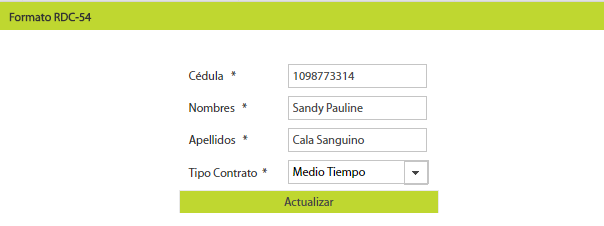 Formato RDC-54
Cédula * 1098773314
Nombres * Sandy Pauline
Apellidos * Cala Sanguino
Tipo Contrato * Medio Tiempo
Actualizar